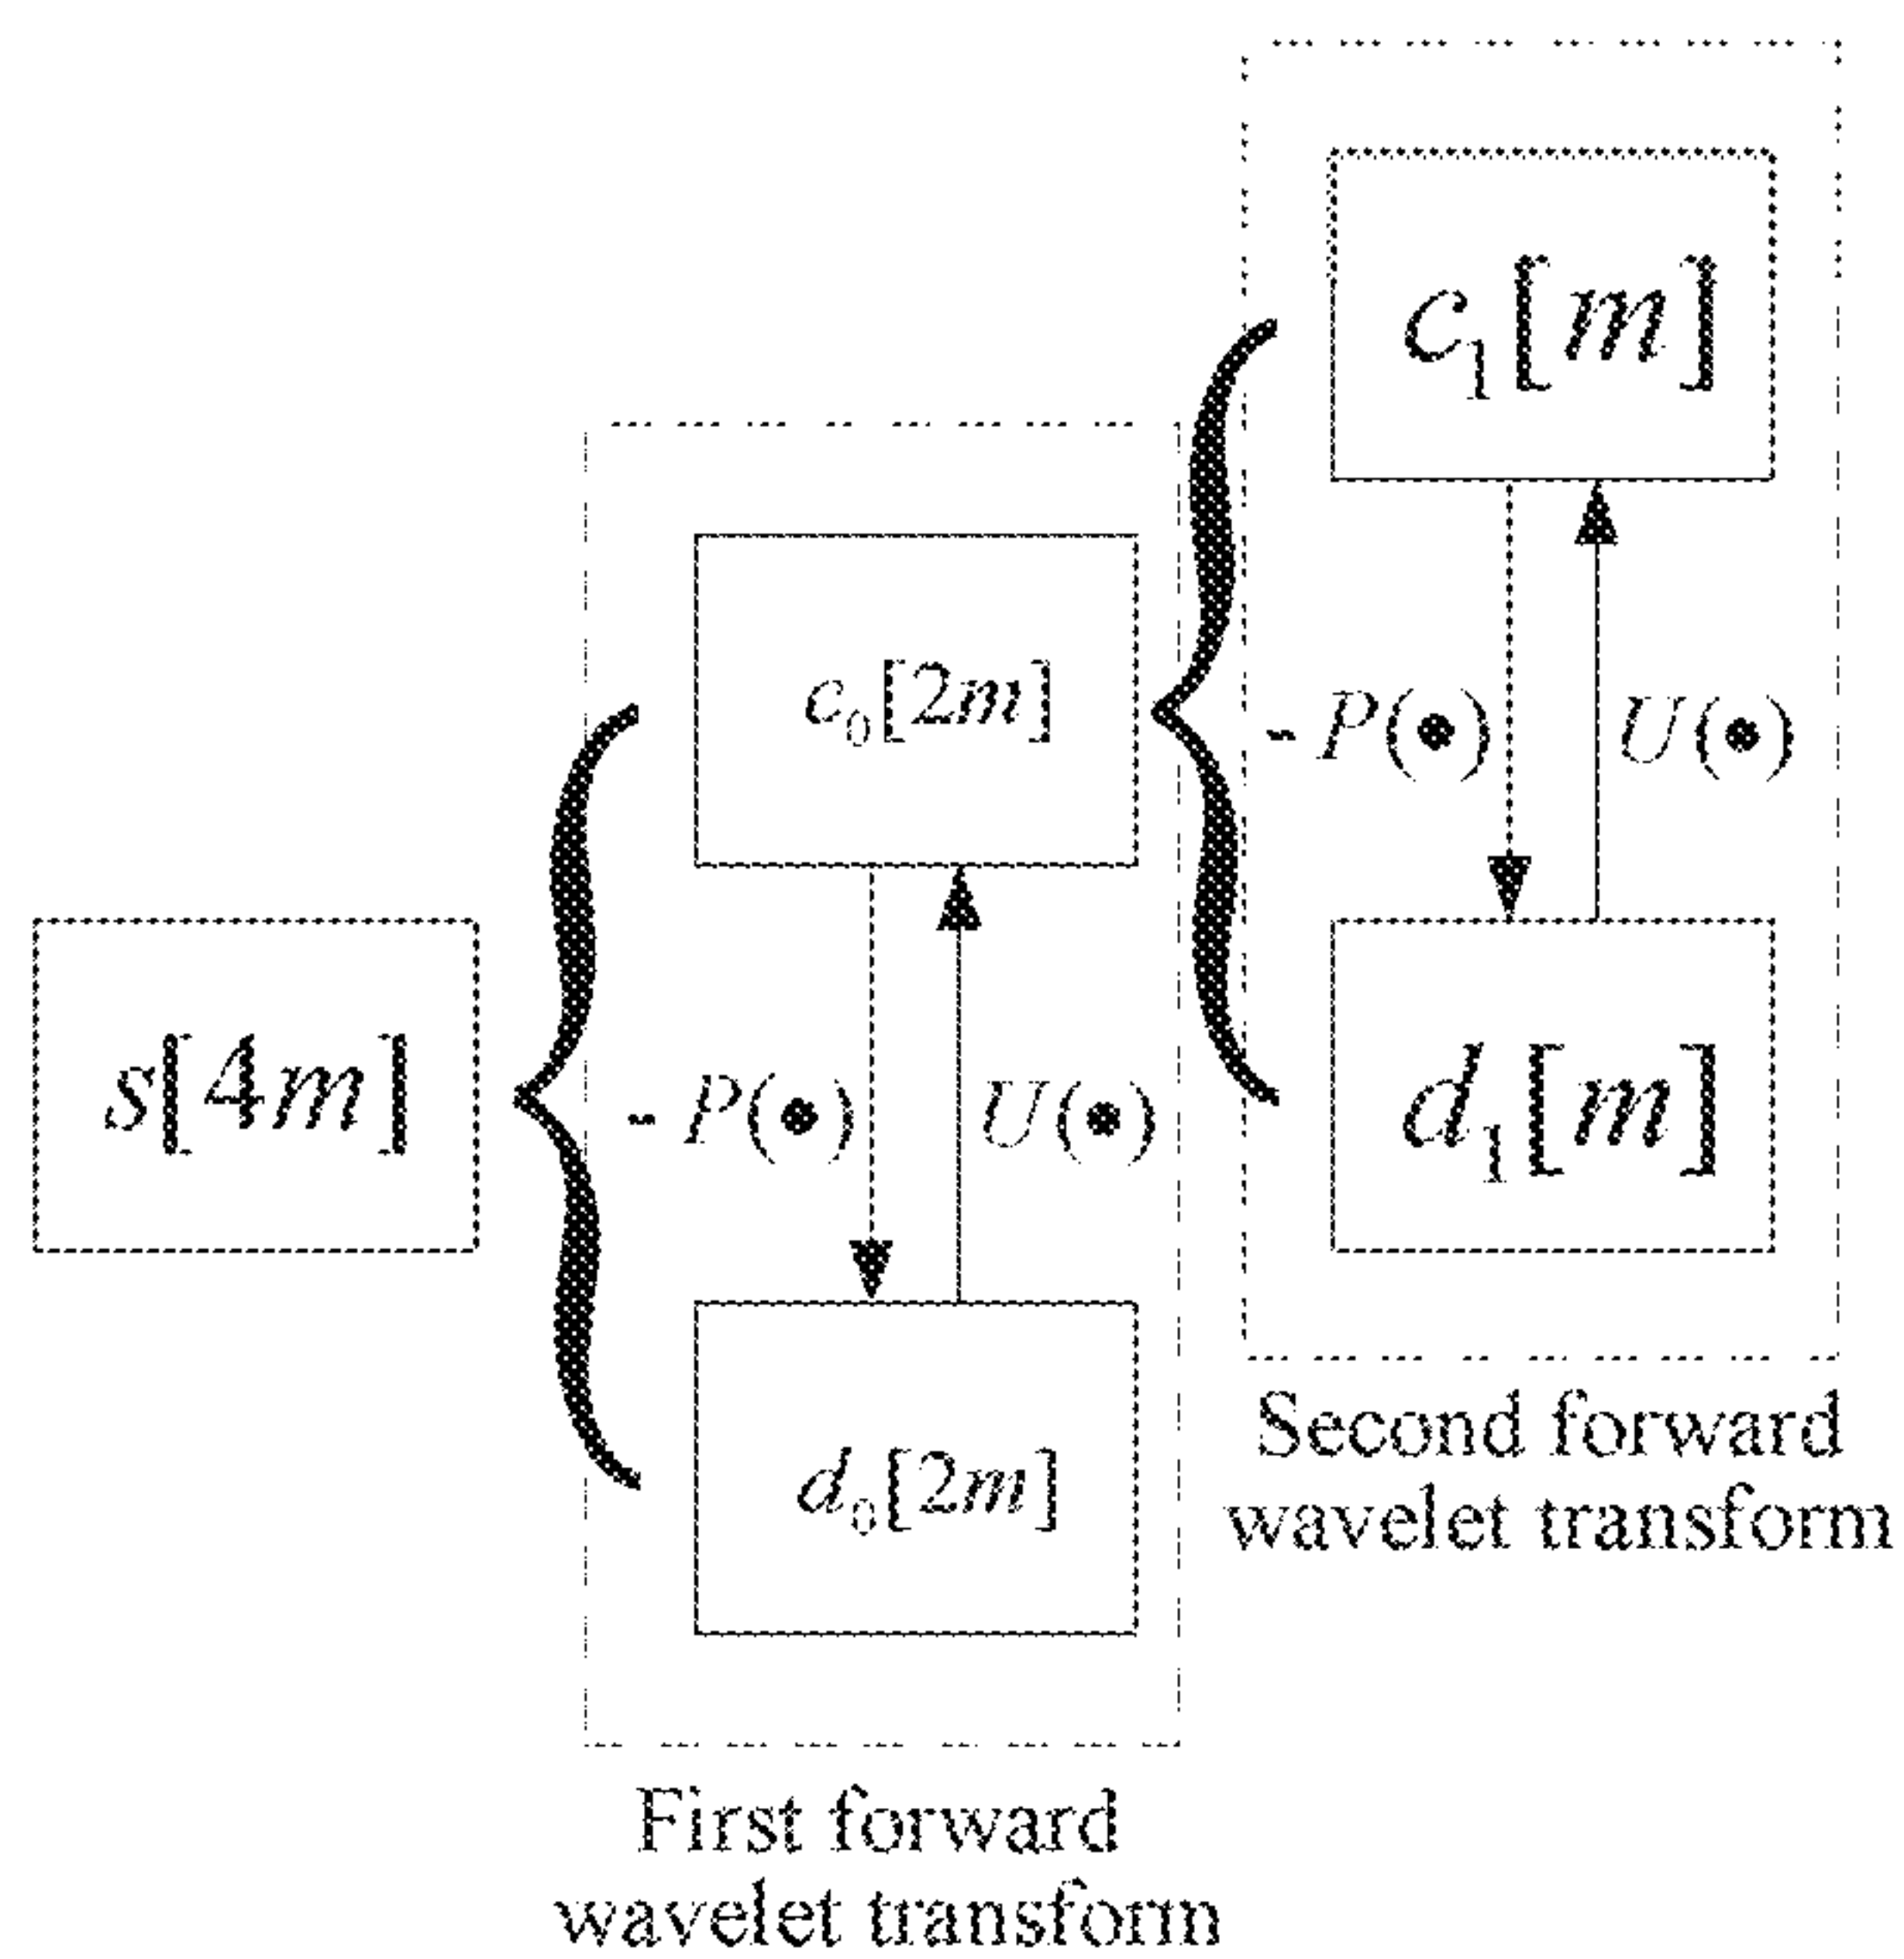 c₁[m]
c₀[2m]
- P(●)
U(●)
s[4m]
- P(●)
U(●)
d₁[m]
d₀[2m]
Second forward
wavelet transform
First forward
wavelet transform